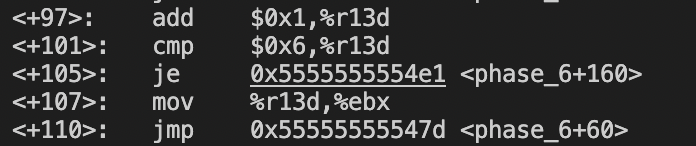 <+97>: add $0x1,%r13d
<+101>: cmp $0x6,%r13d
<+105>: je 0x5555555554e1 <phase_6+160>
<+107>: mov %r13d,%ebx
<+110>: jmp 0x55555555547d <phase_6+60>